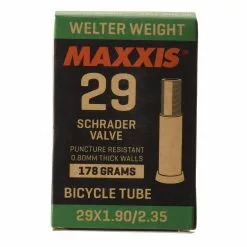 WELTER WEIGHT
MAXXIS®
29
SCHRADER
VALVE
PUNCTURE RESISTANT
0.80MM THICK WALLS
178 GRAMS
BICYCLE TUBE
29X1.90/2.35